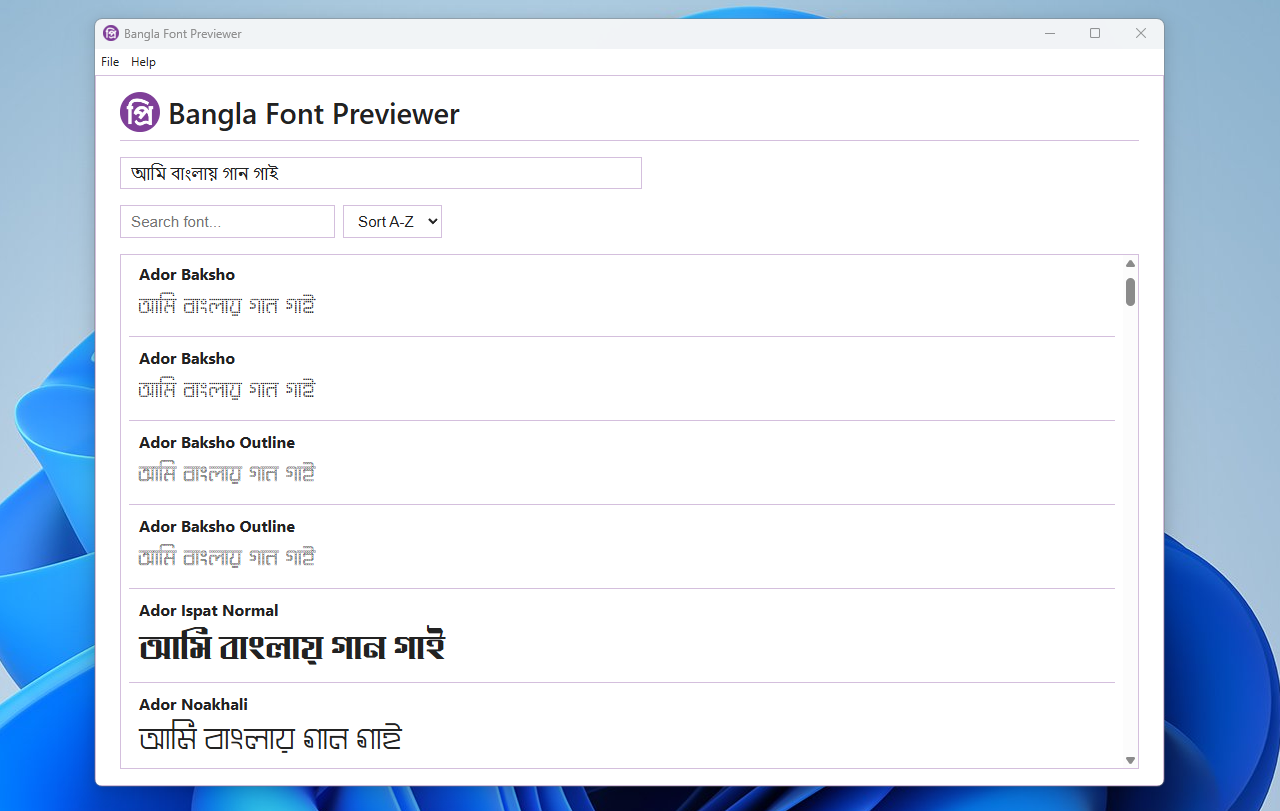 প্রি Bangla Font Previewer
File Help
প্রি Bangla Font Previewer
আমি বাংলায় গান গাই
Search font... Sort A-Z
Ador Baksho
আমি বাংলায় গান গাই
Ador Baksho
আমি বাংলায় গান গাই
Ador Baksho Outline
আমি বাংলায় গান গাই
Ador Baksho Outline
আমি বাংলায় গান গাই
Ador Ispat Normal
আমি বাংলায় গান গাই
Ador Noakhali
আমি বাংলায় গান গাই